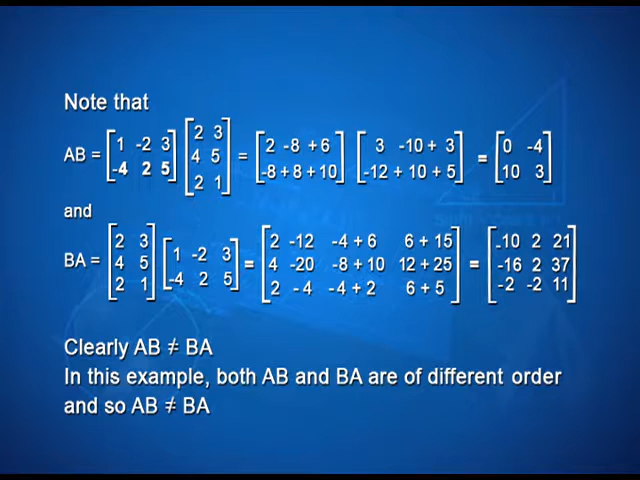 Note that
AB = [1 -2 3 -4 2 5] [2 3 4 5 2 1] = [2 -8 +6 -8 + 8 + 10] [3 -10 + 3 -12 + 10 + 5] = [0 -4 10 3]
and
BA = [2 3 4 5 2 1] [1 -2 3 -4 2 5] = [2 -12 -4 + 6 6 + 15 4 -20 -8 + 10 12 + 25 2 - 4 -4 + 2 6 + 5] = [-10 2 21 -16 2 37 -2 -2 11]
Clearly AB ≠ BA
In this example, both AB and BA are of different order
and so AB ≠ BA